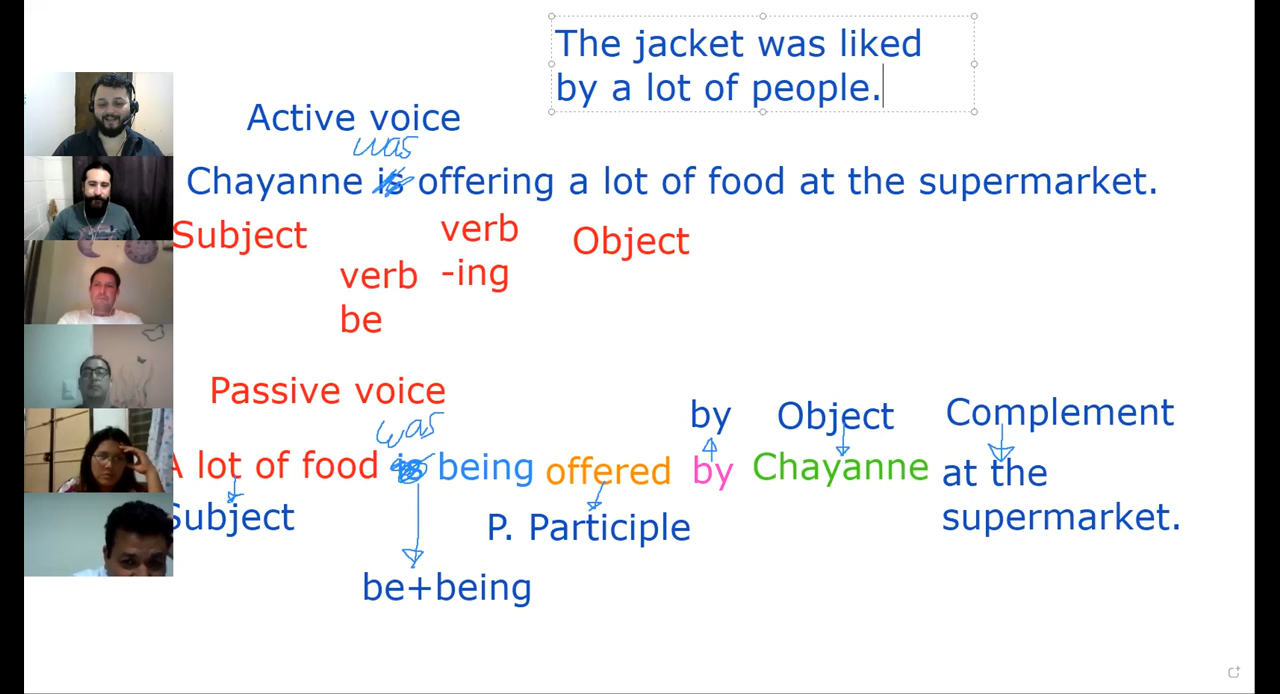 The jacket was liked
by a lot of people.
Active voice
was
Chayanne is offering a lot of food at the supermarket.
Subject
verb
-ing
Object
verb
be
Passive voice
was
by
Object
Complement
A lot of food is being offered by Chayanne at the
supermarket.
Subject
P. Participle
be+being